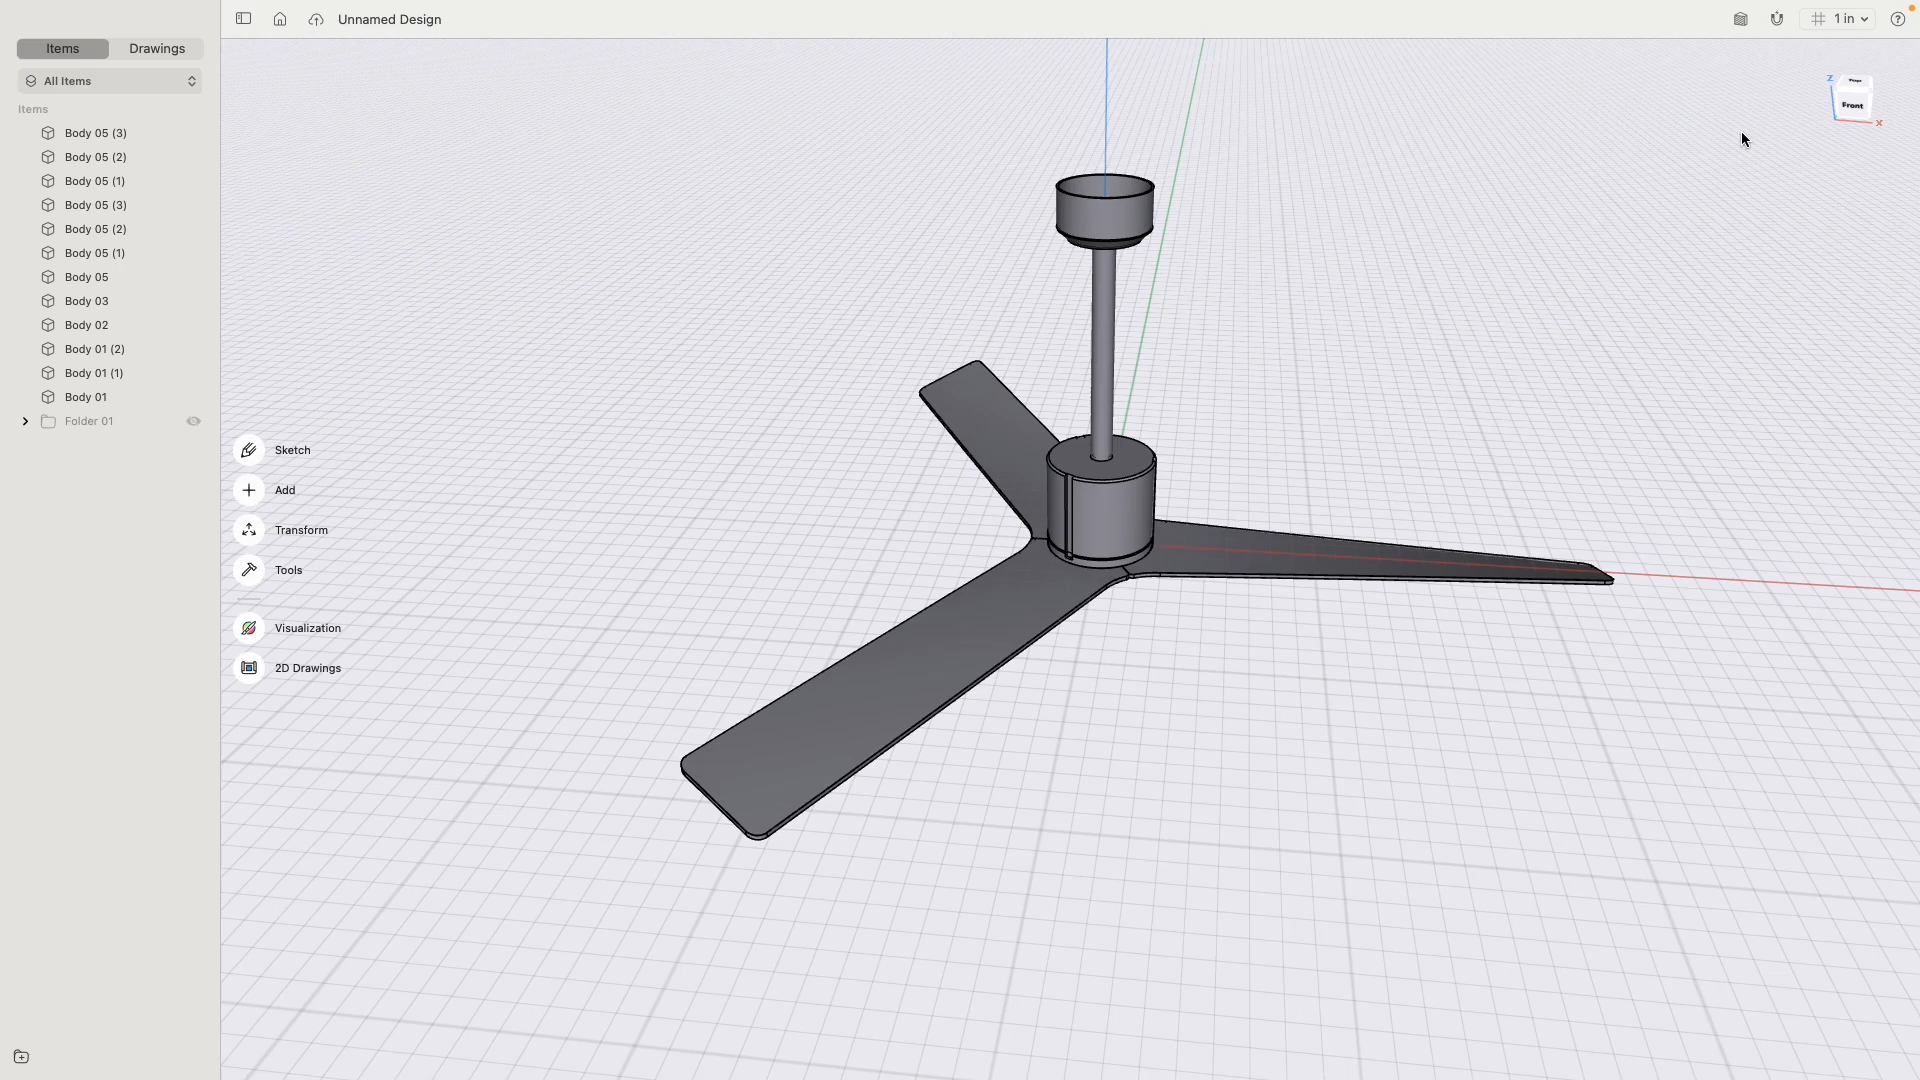 Unnamed Design
1 in
Items
Drawings
All Items
Items
Body 05 (3)
Body 05 (2)
Body 05 (1)
Body 05 (3)
Body 05 (2)
Body 05 (1)
Body 05
Body 03
Body 02
Body 01 (2)
Body 01 (1)
Body 01
Folder 01
Sketch
Add
Transform
Tools
Visualization
2D Drawings
Z
Front
X